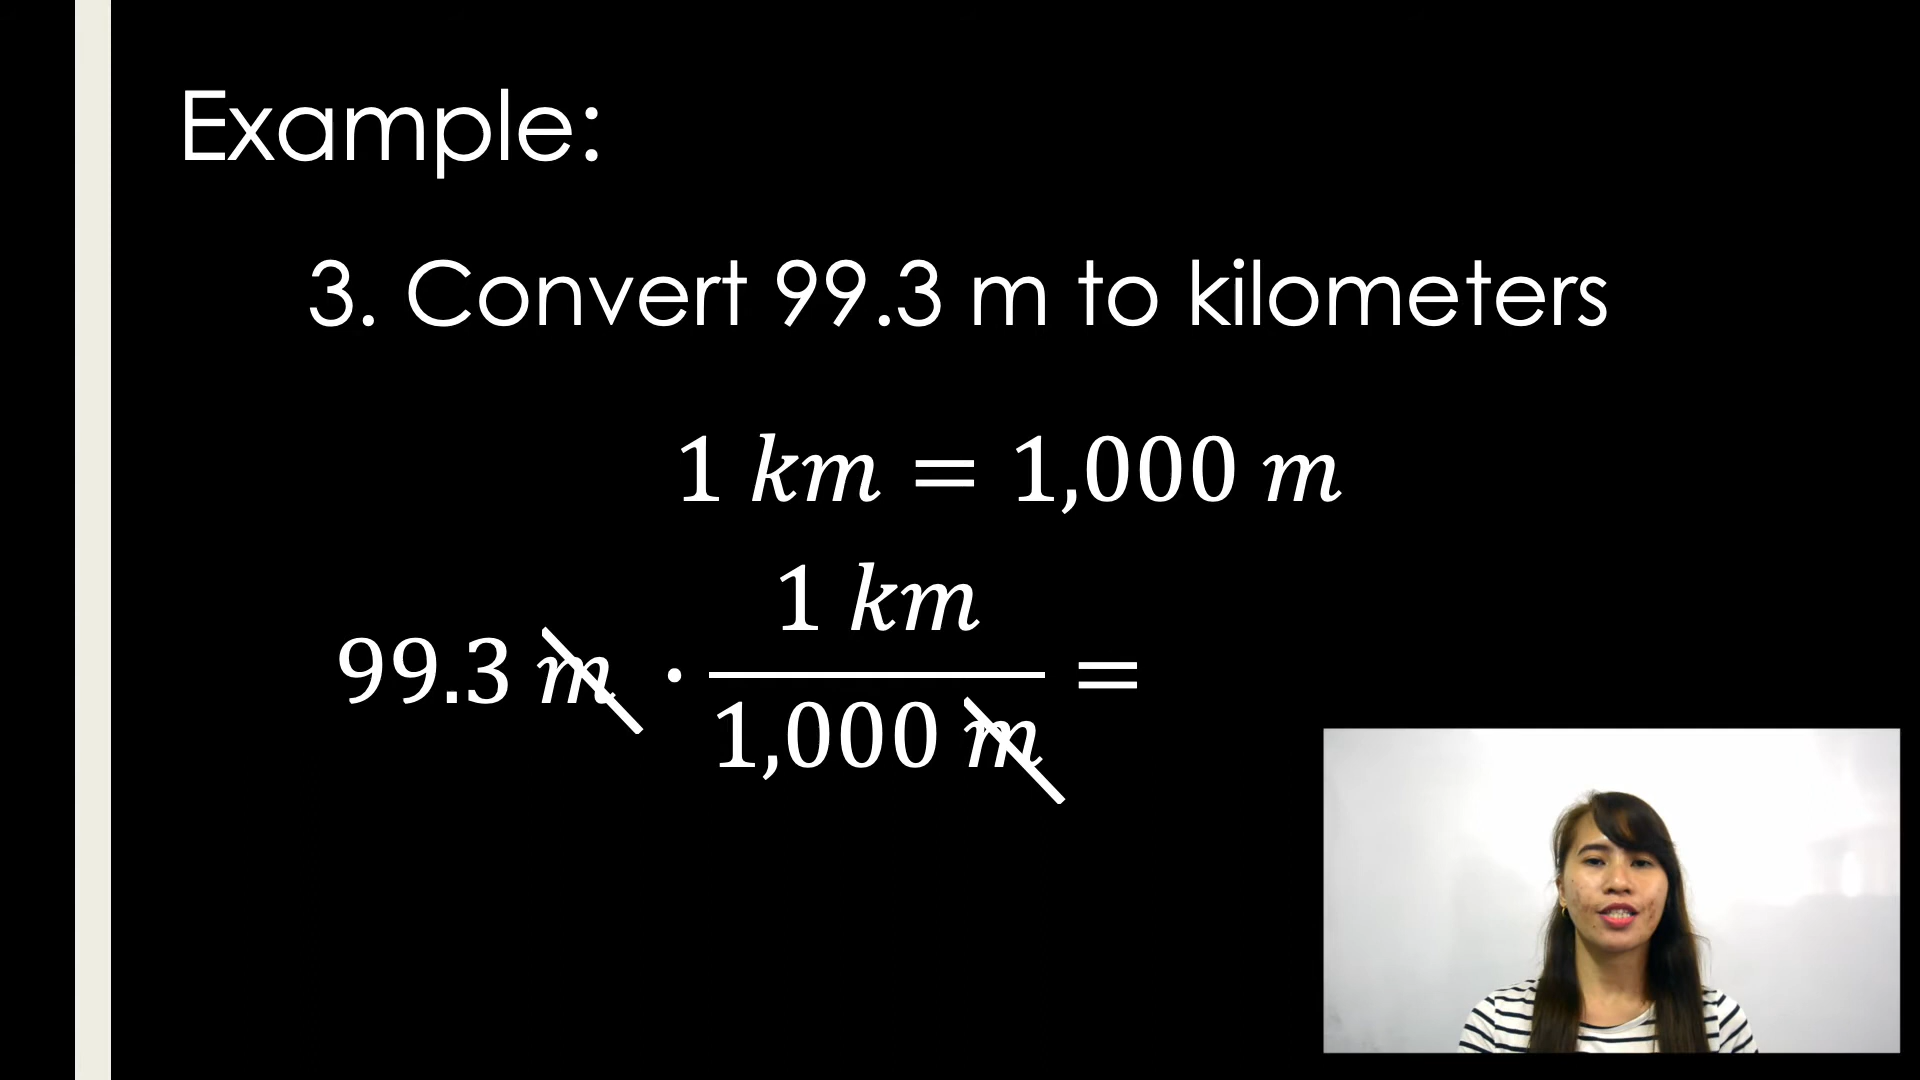 Example:
3. Convert 99.3 m to kilometers
1 km = 1,000 m
99.3 m · 1 km / 1,000 m =